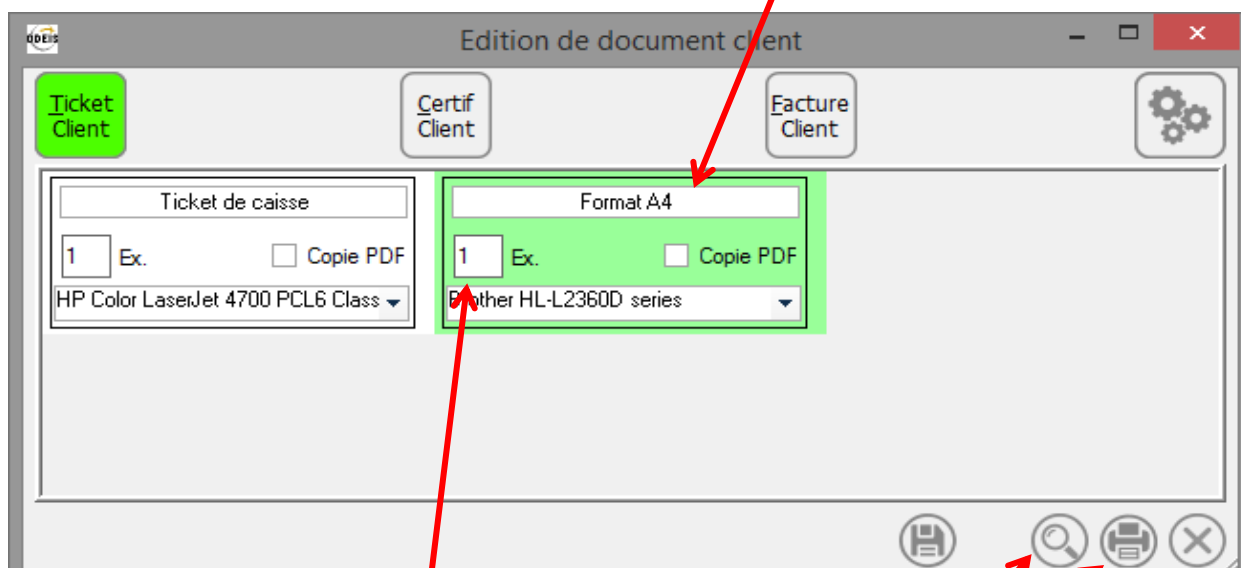 ODEIS
Edition de document client
Ticket
Client
Certif
Client
Facture
Client
Ticket de caisse
1 Ex. Copie PDF
HP Color LaserJet 4700 PCL6 Class
Format A4
1 Ex. Copie PDF
Brother HL-L2360D series